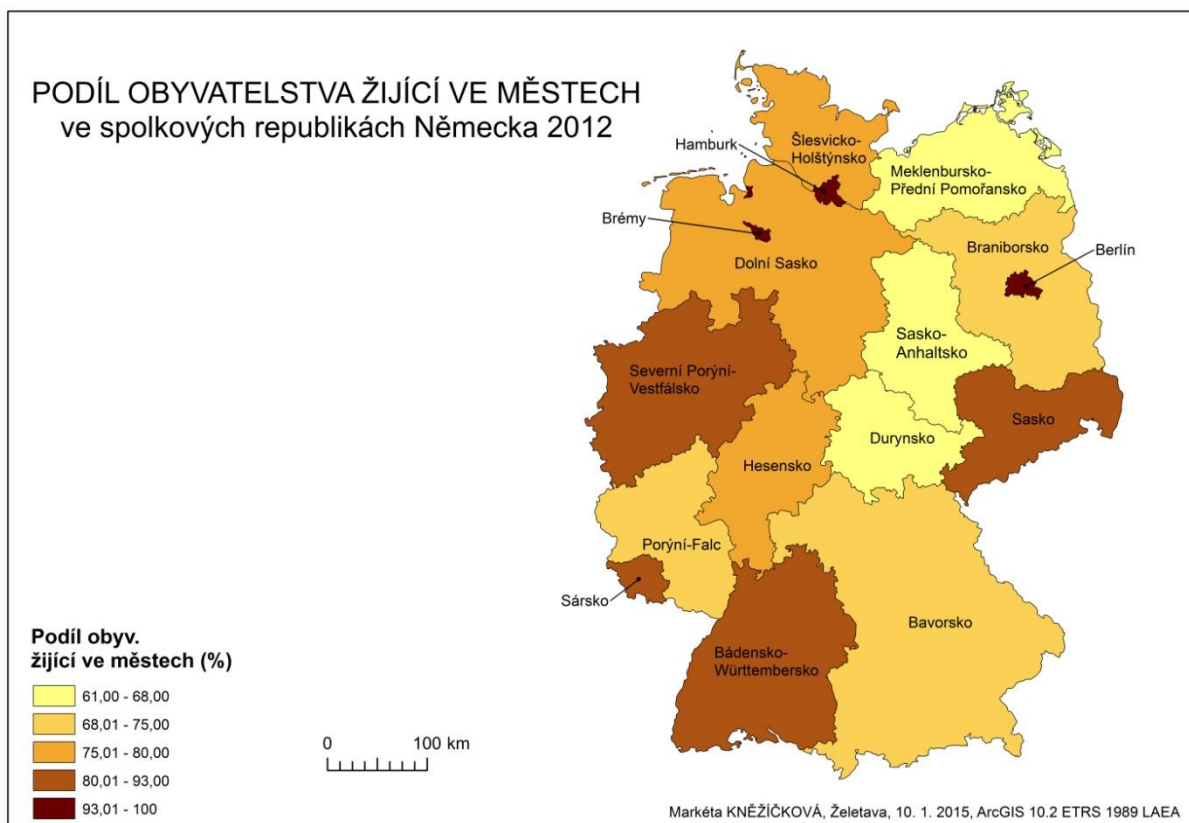 PODÍL OBYVATELSTVA ŽIJÍCÍ VE MĚSTECH
ve spolkových republikách Německa 2012
Hamburk
Šlesvicko-
Holštýnsko
Meklenbursko-
Přední Pomořansko
Brémy
Braniborsko
Berlín
Dolní Sasko
Sasko-
Anhaltsko
Severní Porýní-
Vestfálsko
Sasko
Durynsko
Hesensko
Porýní-Falc
Sársko
Bavorsko
Bádensko-
Württembersko
Podíl obyv.
žijící ve městech (%)
61,00 - 68,00
68,01 - 75,00
75,01 - 80,00
80,01 - 93,00
93,01 - 100
0 100 km
Markéta KNĚŽÍČKOVÁ, Želetava, 10. 1. 2015, ArcGIS 10.2 ETRS 1989 LAEA